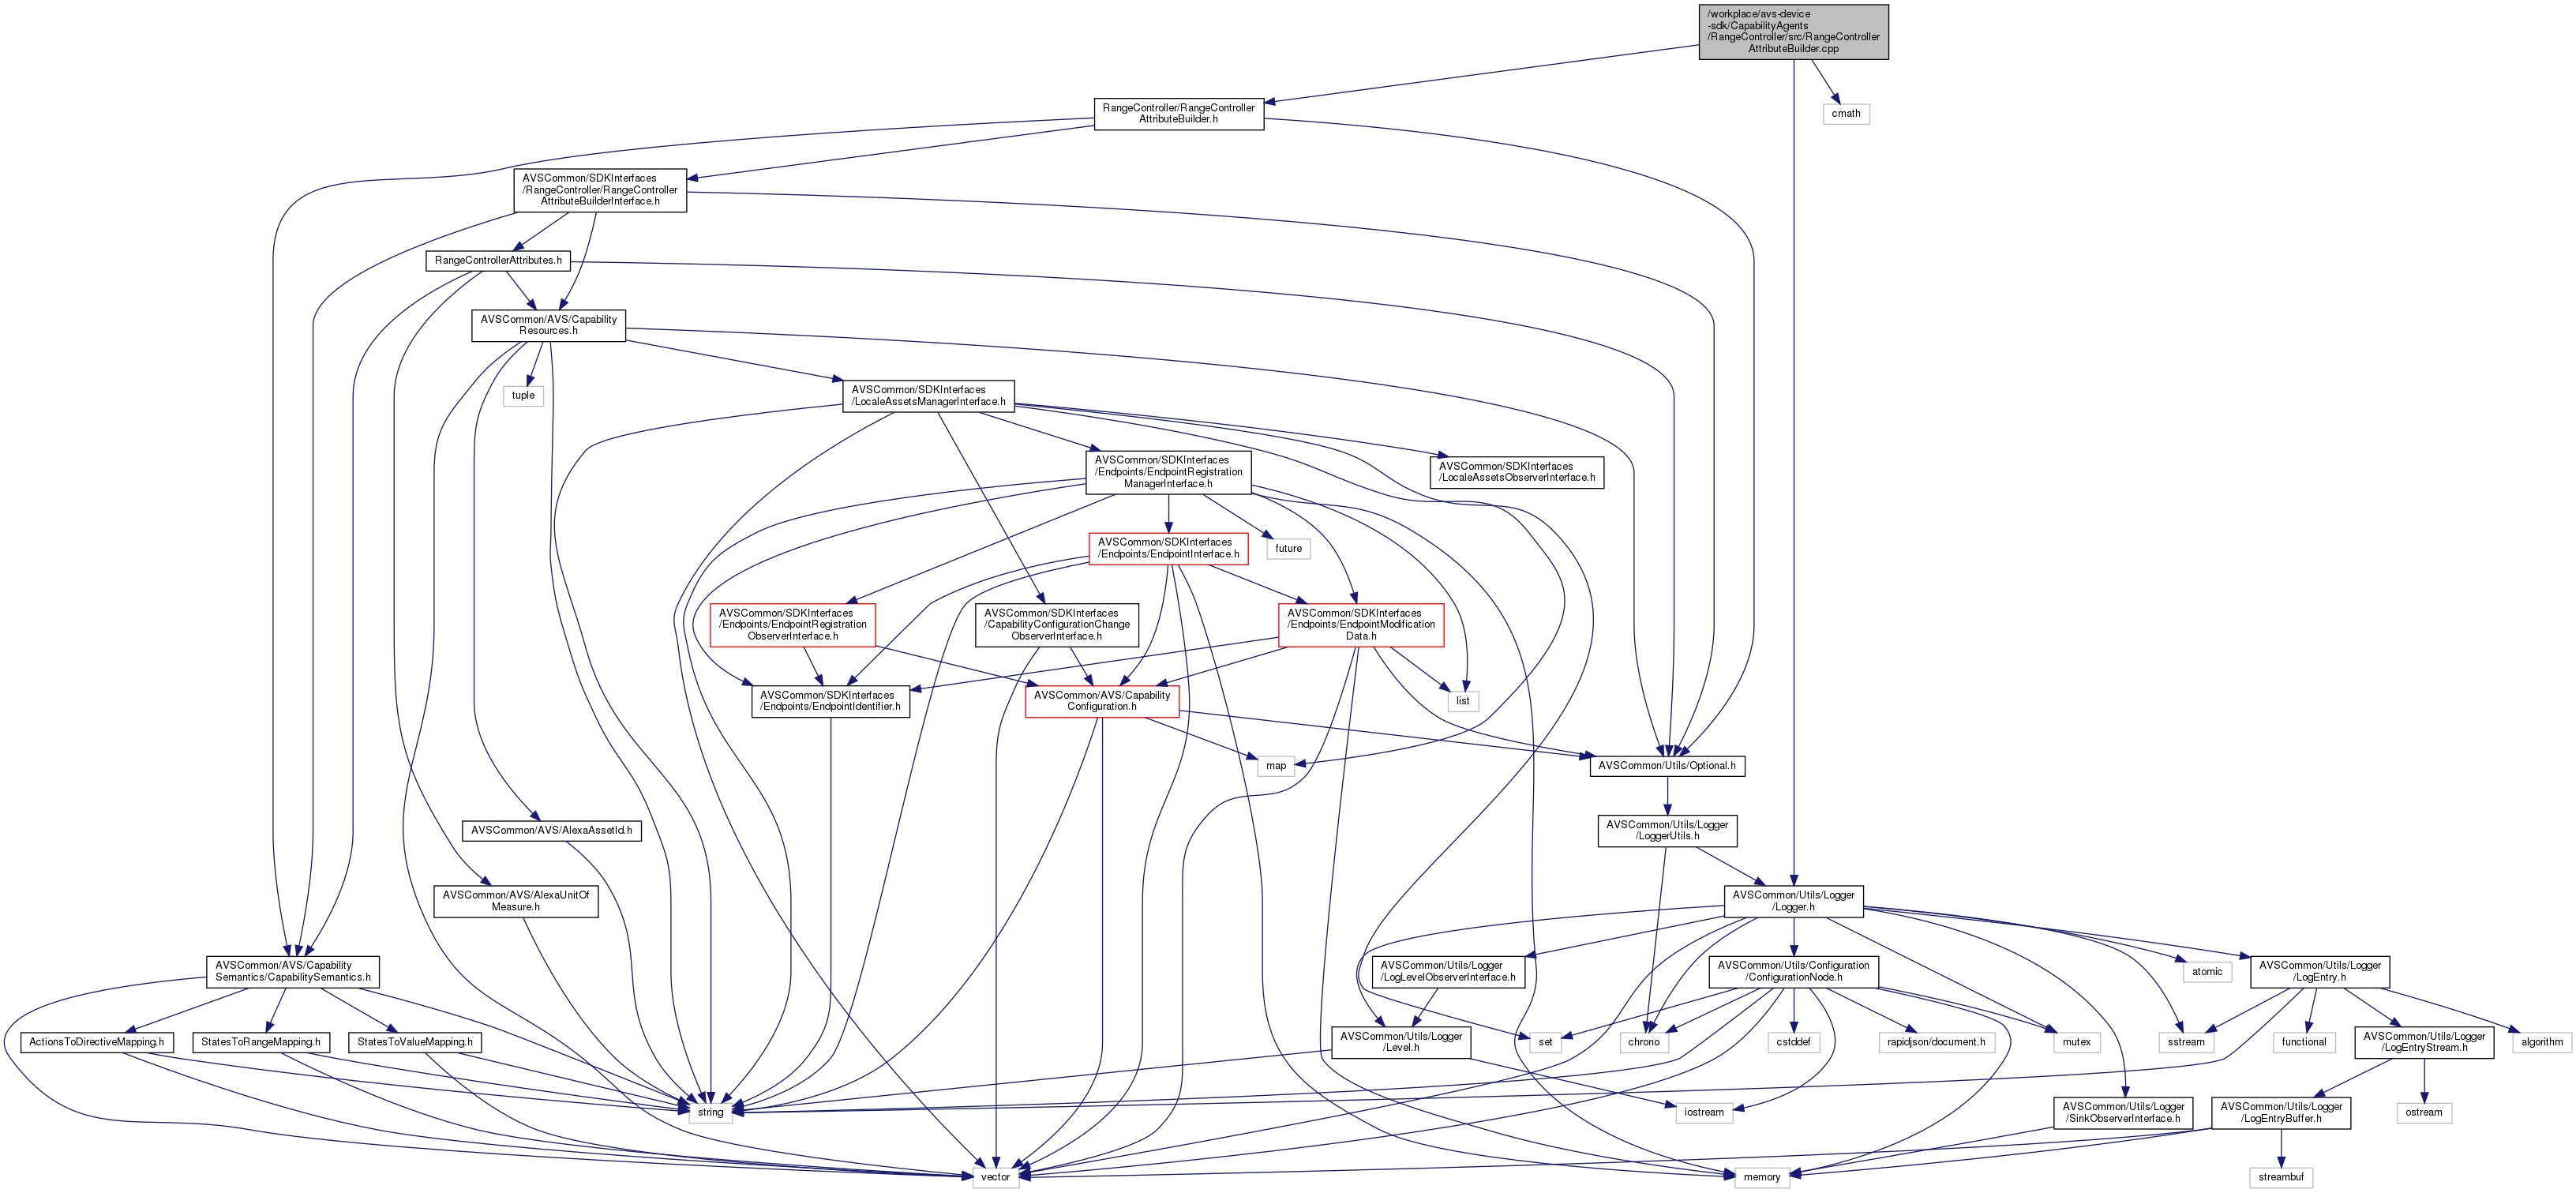 /workplace/avs-device
-sdk/CapabilityAgents
/RangeController/src/RangeController
AttributeBuilder.cpp
RangeController/RangeController
AttributeBuilder.h
cmath
AVSCommon/SDKInterfaces
/RangeController/RangeController
AttributeBuilderInterface.h
RangeControllerAttributes.h
AVSCommon/AVS/Capability
Resources.h
tuple
AVSCommon/SDKInterfaces
/LocaleAssetsManagerInterface.h
AVSCommon/SDKInterfaces
/Endpoints/EndpointRegistration
ManagerInterface.h
AVSCommon/SDKInterfaces
/LocaleAssetsObserverInterface.h
AVSCommon/SDKInterfaces
/Endpoints/EndpointInterface.h
future
AVSCommon/SDKInterfaces
/Endpoints/EndpointRegistration
ObserverInterface.h
AVSCommon/SDKInterfaces
/CapabilityConfigurationChange
ObserverInterface.h
AVSCommon/SDKInterfaces
/Endpoints/EndpointModification
Data.h
AVSCommon/SDKInterfaces
/Endpoints/EndpointIdentifier.h
AVSCommon/AVS/Capability
Configuration.h
list
map
AVSCommon/Utils/Optional.h
AVSCommon/AVS/AlexaAssetId.h
AVSCommon/Utils/Logger
/LoggerUtils.h
AVSCommon/AVS/AlexaUnitOf
Measure.h
AVSCommon/Utils/Logger
/Logger.h
AVSCommon/AVS/Capability
Semantics/CapabilitySemantics.h
AVSCommon/Utils/Logger
/LogLevelObserverInterface.h
AVSCommon/Utils/Configuration
/ConfigurationNode.h
atomic
AVSCommon/Utils/Logger
/LogEntry.h
ActionsToDirectiveMapping.h
StatesToRangeMapping.h
StatesToValueMapping.h
AVSCommon/Utils/Logger
/Level.h
set
chrono
cstddef
rapidjson/document.h
mutex
sstream
functional
AVSCommon/Utils/Logger
/LogEntryStream.h
algorithm
string
iostream
AVSCommon/Utils/Logger
/SinkObserverInterface.h
AVSCommon/Utils/Logger
/LogEntryBuffer.h
ostream
vector
memory
streambuf